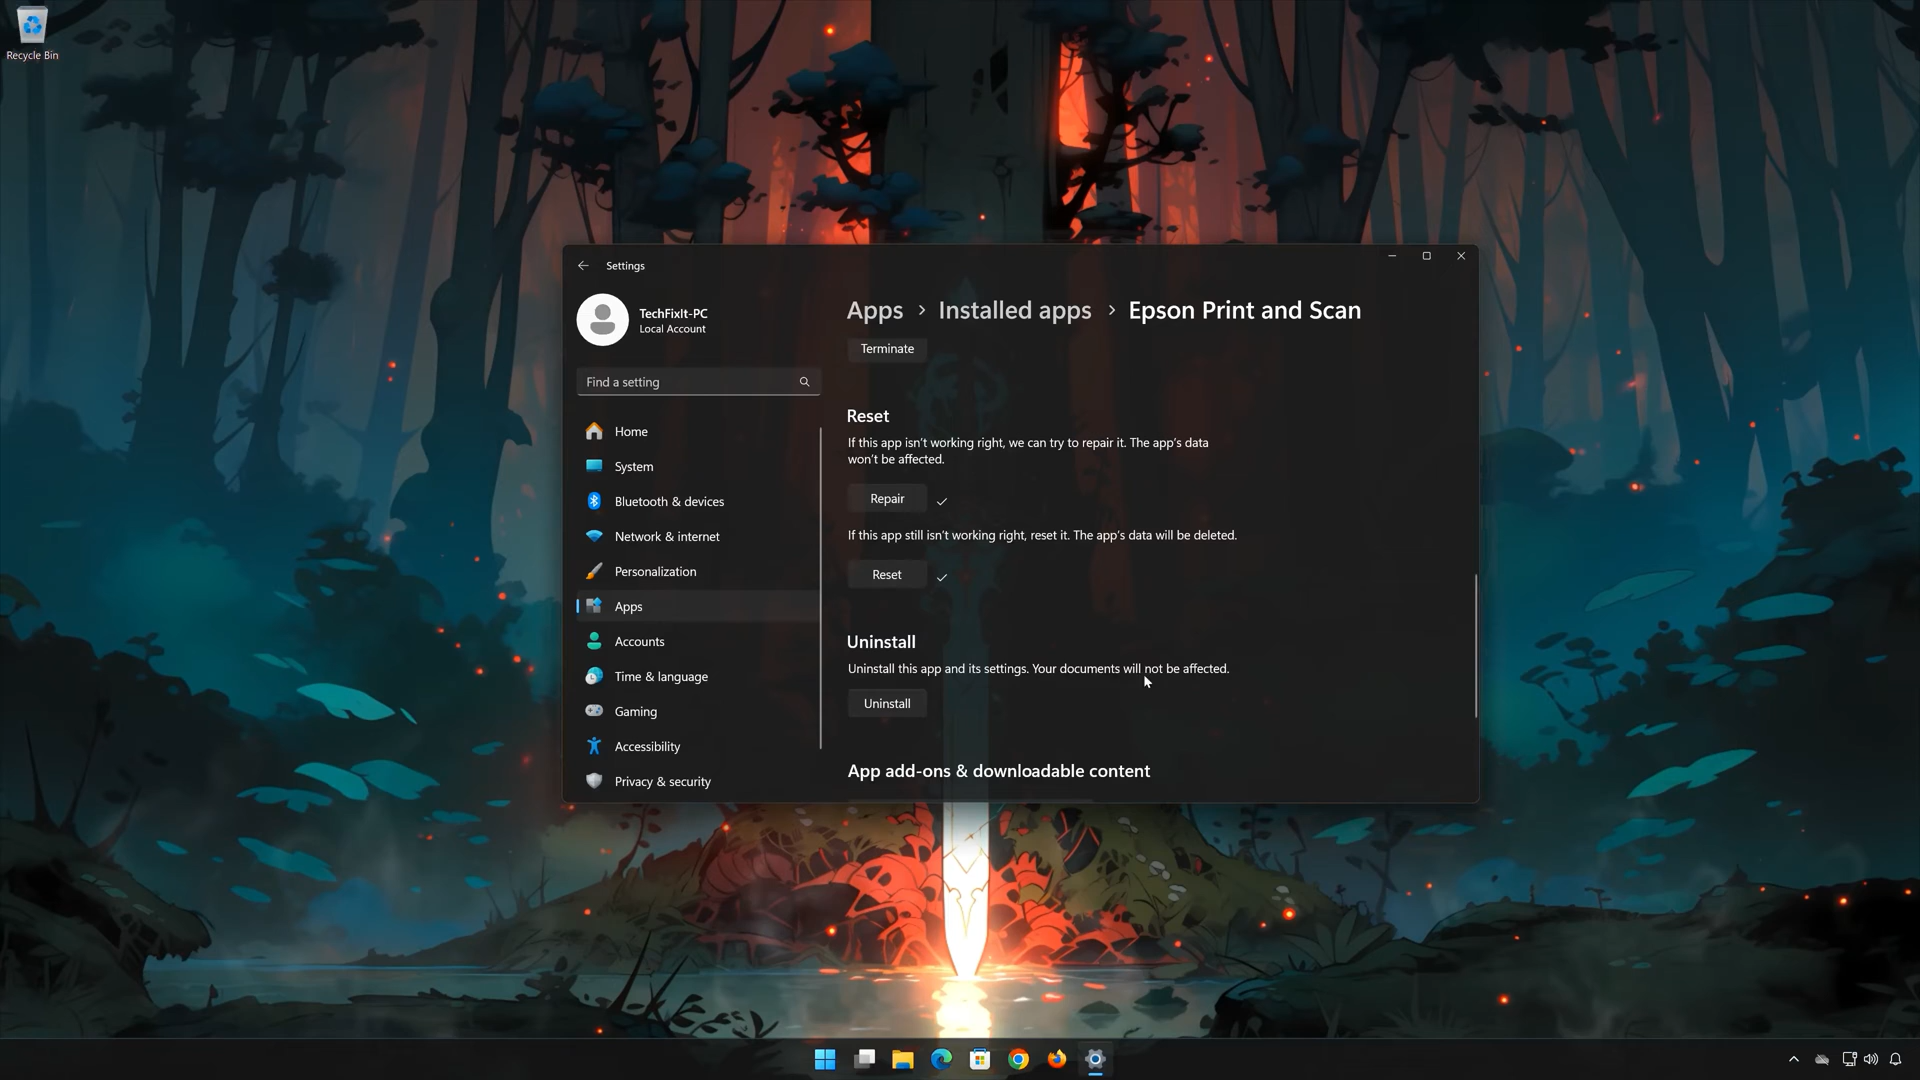 Recycle Bin
Settings
TechFixIt-PC
Local Account
Find a setting
Home
System
Bluetooth & devices
Network & internet
Personalization
Apps
Accounts
Time & language
Gaming
Accessibility
Privacy & security
Apps › Installed apps › Epson Print and Scan
Terminate
Reset
If this app isn't working right, we can try to repair it. The app's data
won't be affected.
Repair
If this app still isn't working right, reset it. The app's data will be deleted.
Reset
Uninstall
Uninstall this app and its settings. Your documents will not be affected.
Uninstall
App add-ons & downloadable content